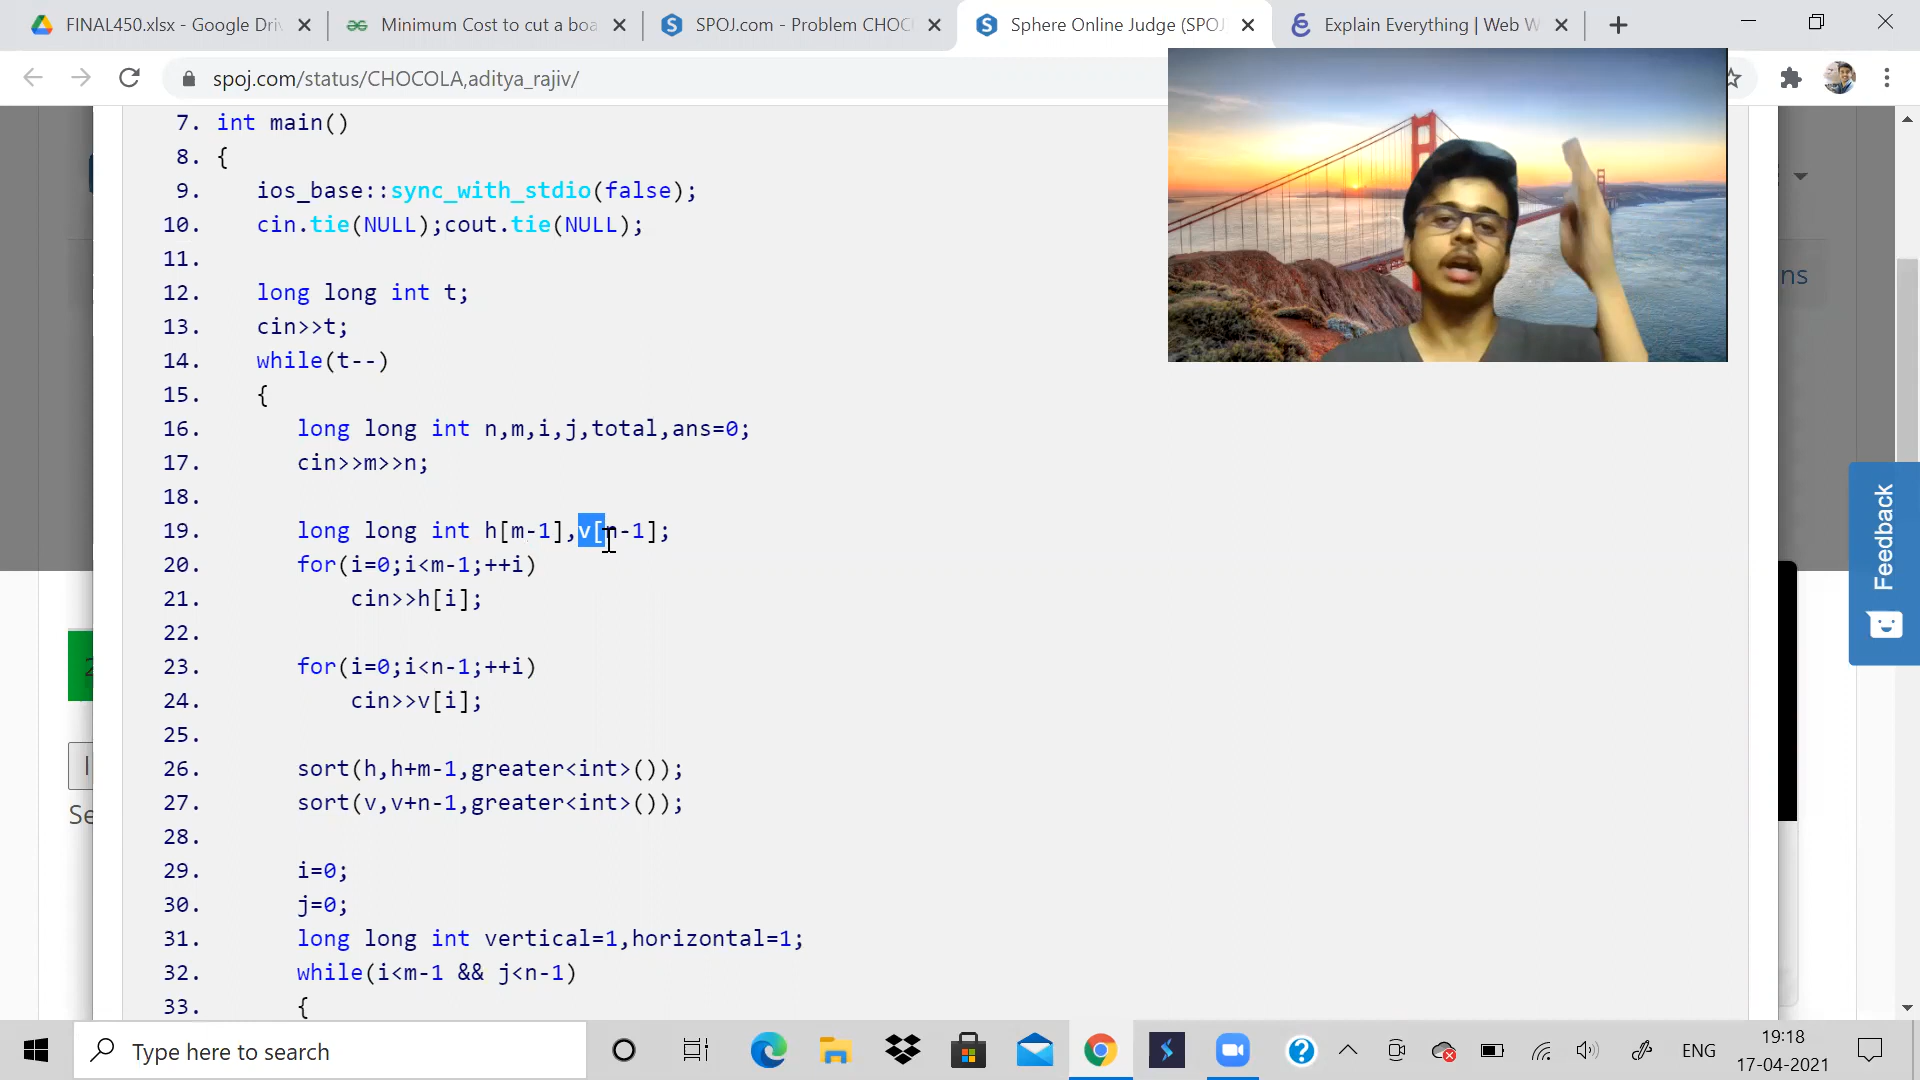 FINAL450.xlsx - Google Driv
Minimum Cost to cut a boa
SPOJ.com - Problem CHOC
Sphere Online Judge (SPOJ
Explain Everything | Web W
spoj.com/status/CHOCOLA,aditya_rajiv/
7. int main()
8. {
9. ios_base::sync_with_stdio(false);
10. cin.tie(NULL);cout.tie(NULL);
11.
12. long long int t;
13. cin>>t;
14. while(t--)
15. {
16. long long int n,m,i,j,total,ans=0;
17. cin>>m>>n;
18.
19. long long int h[m-1],v[n-1];
20. for(i=0;i<m-1;++i)
21. cin>>h[i];
22.
23. for(i=0;i<n-1;++i)
24. cin>>v[i];
25.
26. sort(h,h+m-1,greater<int>());
27. sort(v,v+n-1,greater<int>());
28.
29. i=0;
30. j=0;
31. long long int vertical=1,horizontal=1;
32. while(i<m-1 && j<n-1)
33. {
ns
Se
Feedback
Type here to search
ENG
19:18
17-04-2021